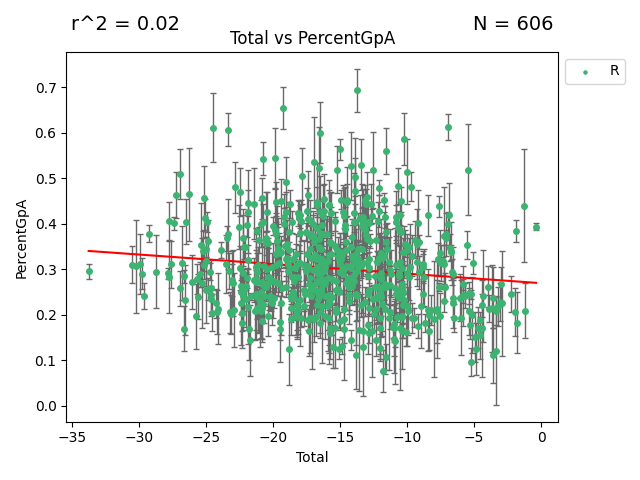 r^2 = 0.02
N = 606
Total vs PercentGpA
R
PercentGpA
0.7
0.6
0.5
0.4
0.3
0.2
0.1
0.0
−35 −30 −25 −20 −15 −10 −5 0
Total